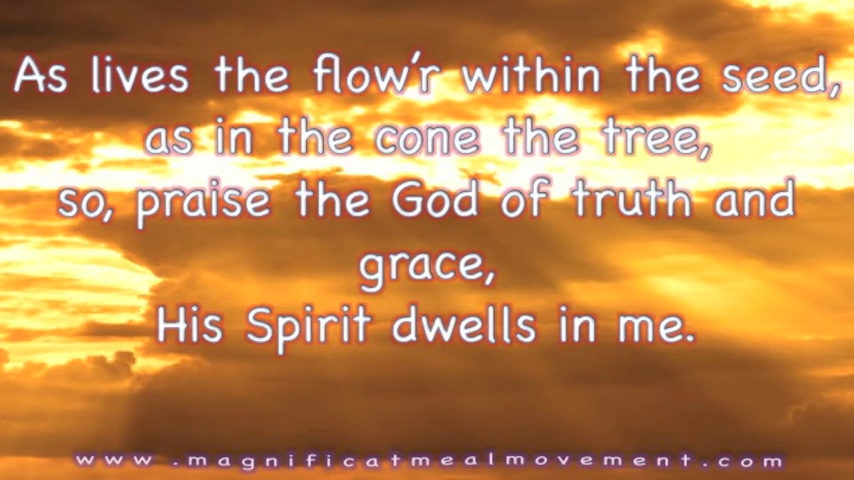 As lives the flow'r within the seed,
as in the cone the tree,
so, praise the God of truth and
grace,
His Spirit dwells in me.
www.magnificatmealmovement.com